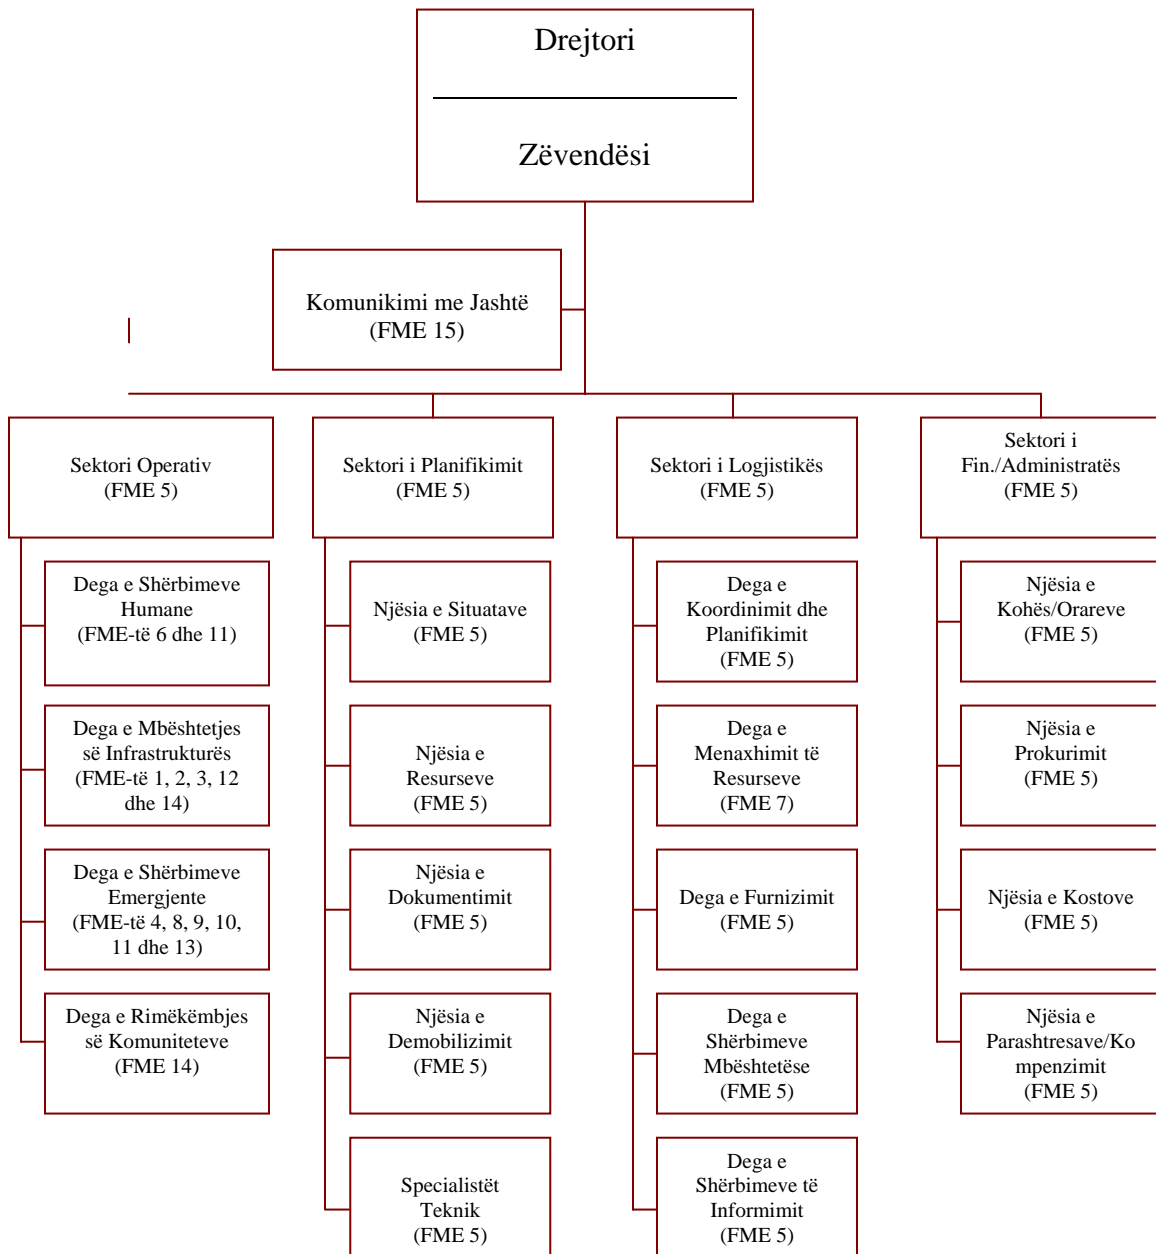 Drejtori
Zëvendësi
Komunikimi me Jashtë
(FME 15)
Sektori Operativ
(FME 5)
Sektori i Planifikimit
(FME 5)
Sektori i Logjistikës
(FME 5)
Sektori i
Fin./Administratës
(FME 5)
Dega e Shërbimeve
Humane
(FME-të 6 dhe 11)
Dega e Mbështetjes
së Infrastrukturës
(FME-të 1, 2, 3, 12
dhe 14)
Dega e Shërbimeve
Emergjente
(FME-të 4, 8, 9, 10,
11 dhe 13)
Dega e Rimëkëmbjes
së Komuniteteve
(FME 14)
Njësia e Situatave
(FME 5)
Njësia e
Resurseve
(FME 5)
Njësia e
Dokumentimit
(FME 5)
Njësia e
Demobilizimit
(FME 5)
Specialistët
Teknik
(FME 5)
Dega e
Koordinimit dhe
Planifikimit
(FME 5)
Dega e
Menaxhimit të
Resurseve
(FME 7)
Dega e Furnizimit
(FME 5)
Dega e
Shërbimeve
Mbështetëse
(FME 5)
Dega e
Shërbimeve të
Informimit
(FME 5)
Njësia e
Kohës/Orareve
(FME 5)
Njësia e
Prokurimit
(FME 5)
Njësia e Kostove
(FME 5)
Njësia e
Parashtresave/Ko
mpenzimit
(FME 5)